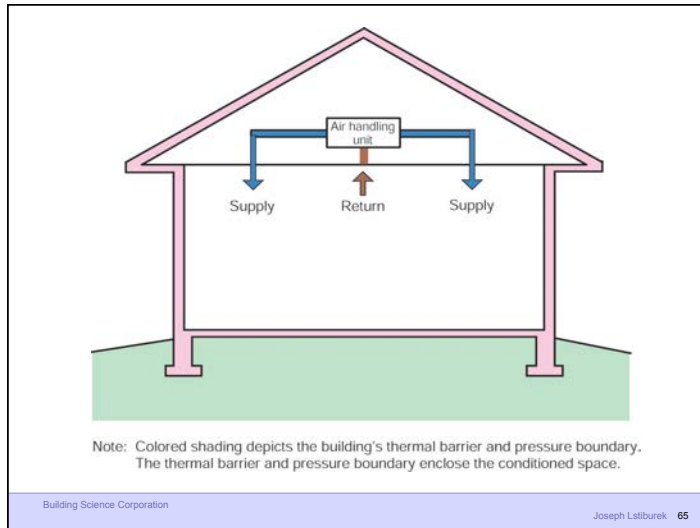 Air handling
unit
Supply
Return
Supply
Note: Colored shading depicts the building's thermal barrier and pressure boundary.
The thermal barrier and pressure boundary enclose the conditioned space.
Building Science Corporation
Joseph Lstiburek 65